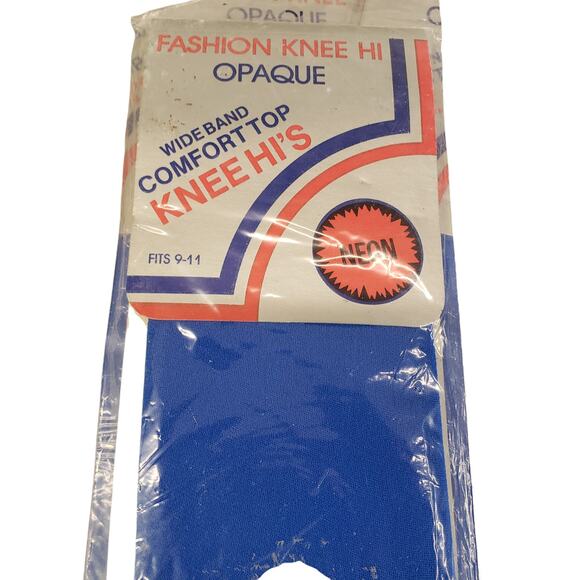 OPAQUE
FASHION KNEE HI
OPAQUE
WIDE BAND
COMFORT TOP
KNEE HI'S
FITS 9-11
NEON